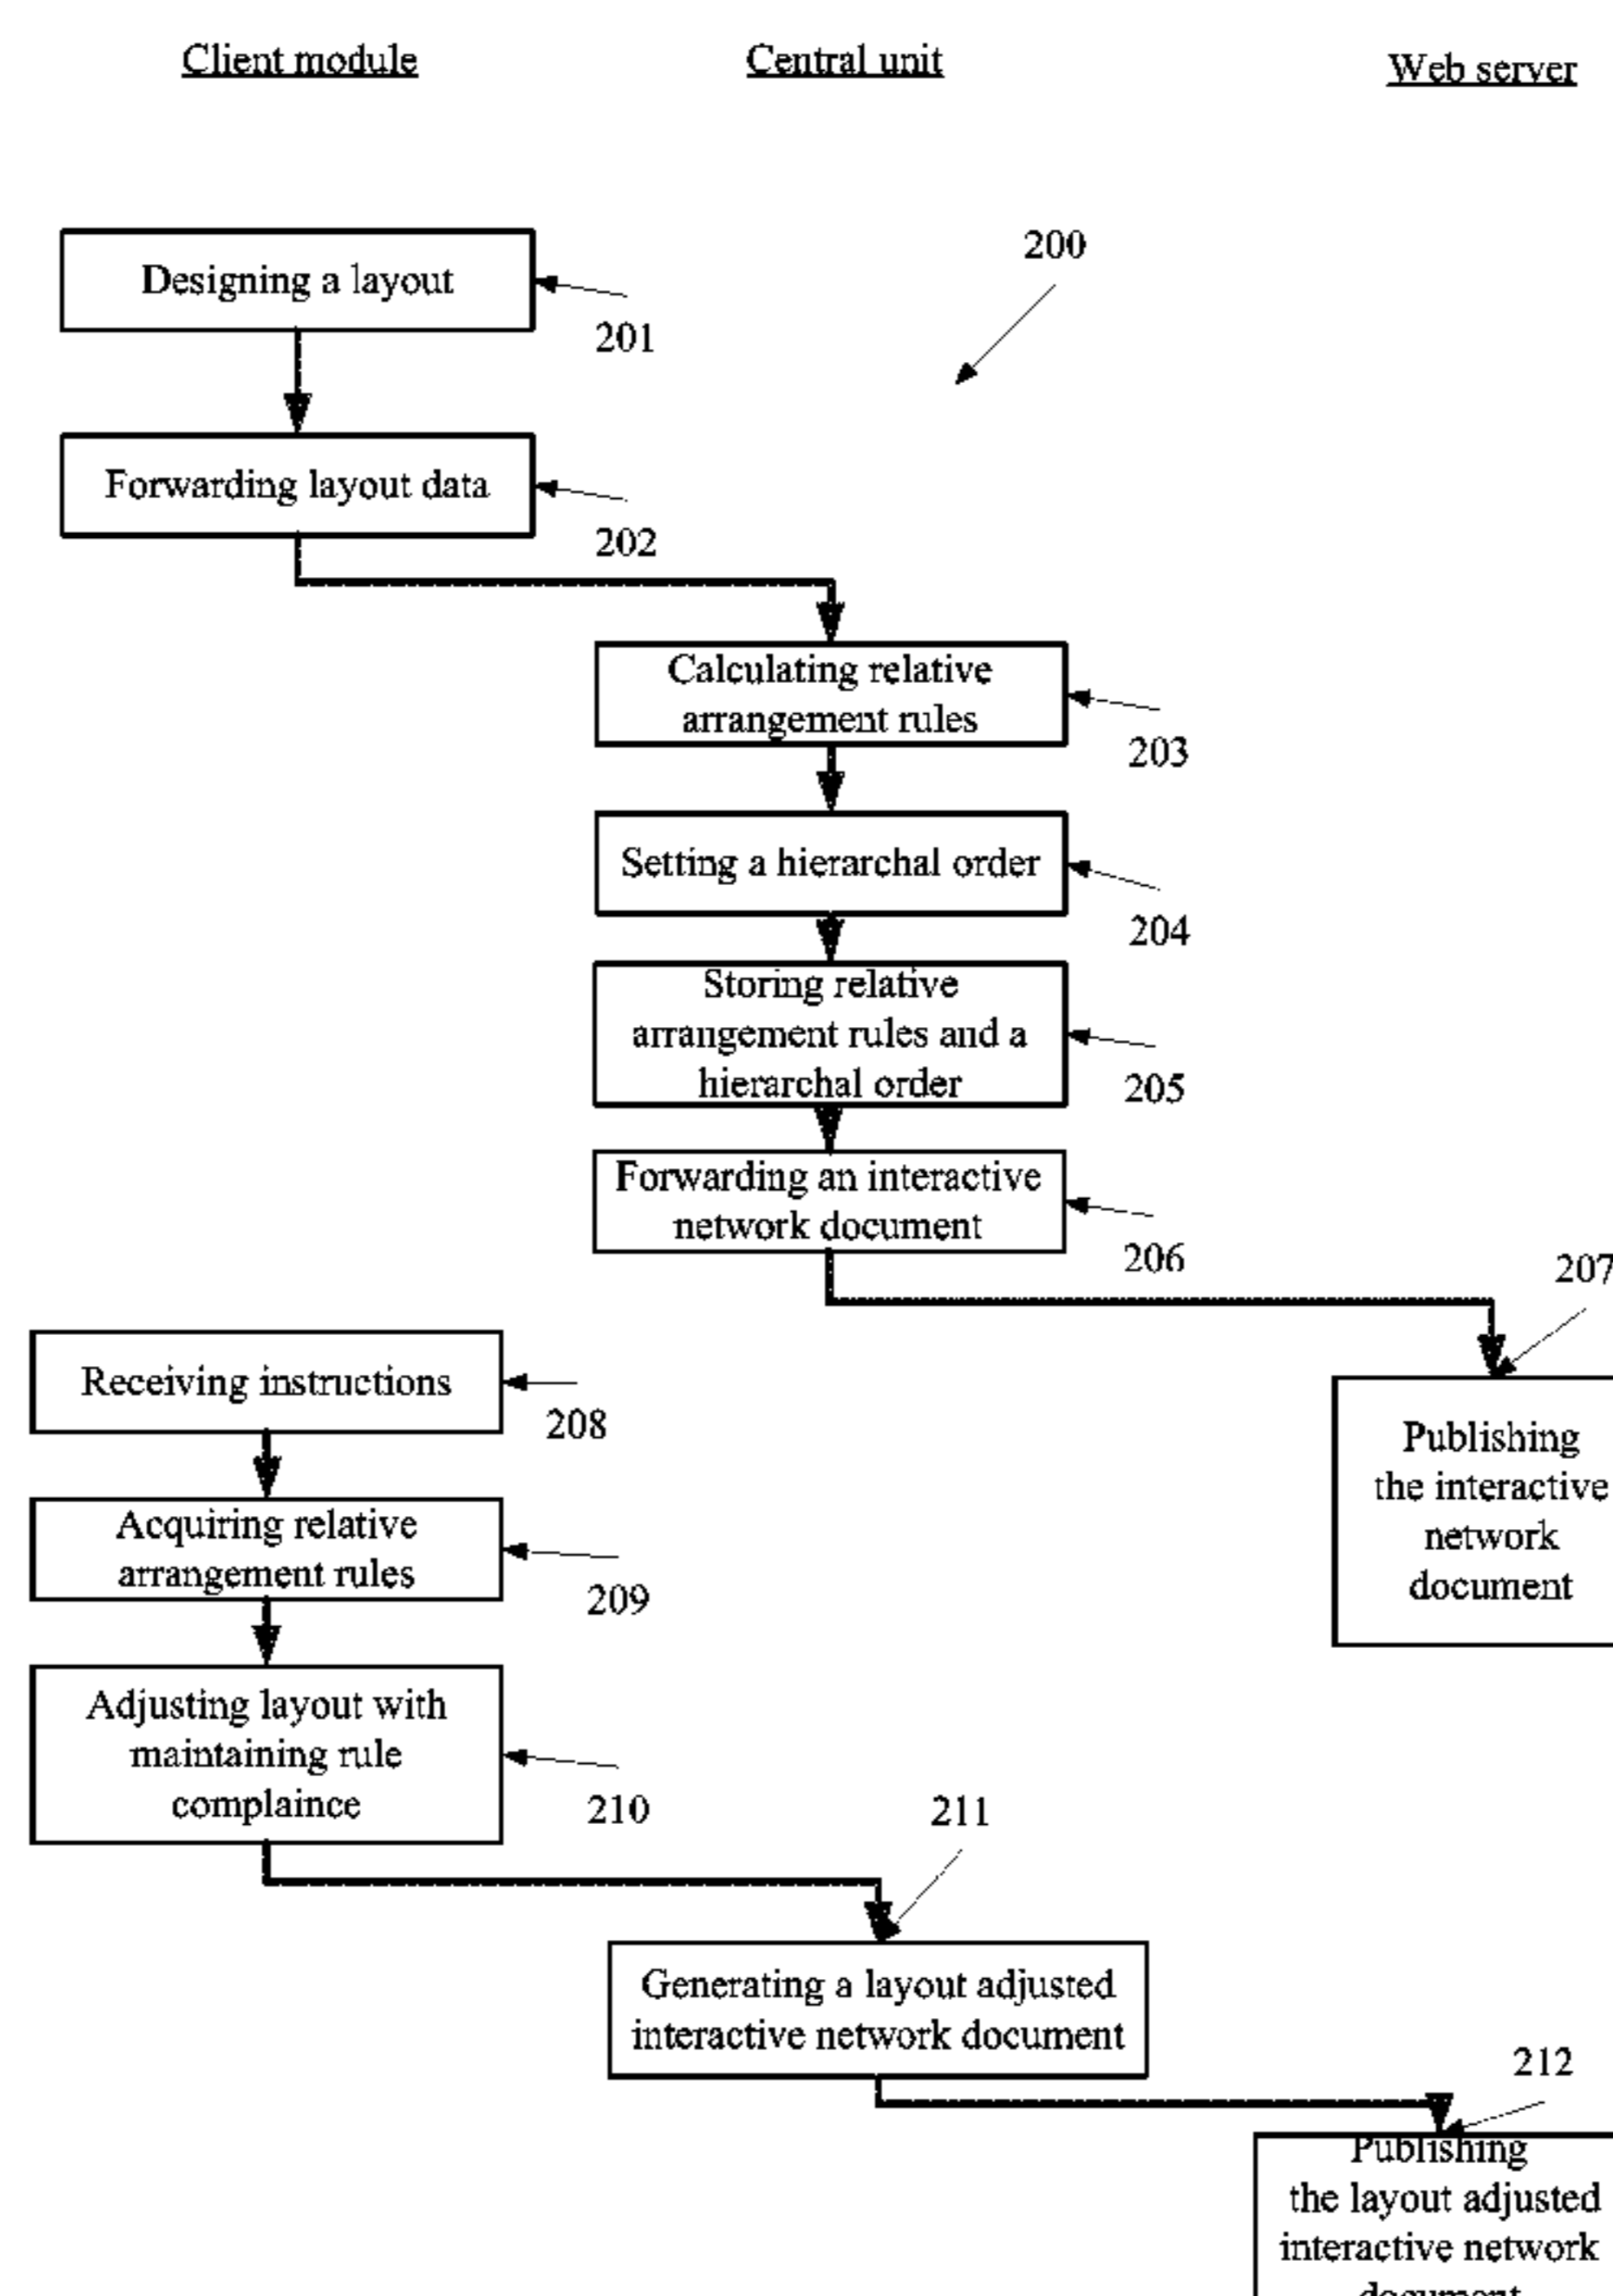 Client module
Central unit
Web server
200
Designing a layout
201
Forwarding layout data
202
Calculating relative
arrangement rules
203
Setting a hierarchal order
204
Storing relative
arrangement rules and a
hierarchal order
205
Forwarding an interactive
network document
206
207
Publishing
the interactive
network
document
Receiving instructions
208
Acquiring relative
arrangement rules
209
Adjusting layout with
maintaining rule
complaince
210
211
Generating a layout adjusted
interactive network document
212
Publishing
the layout adjusted
interactive network
document